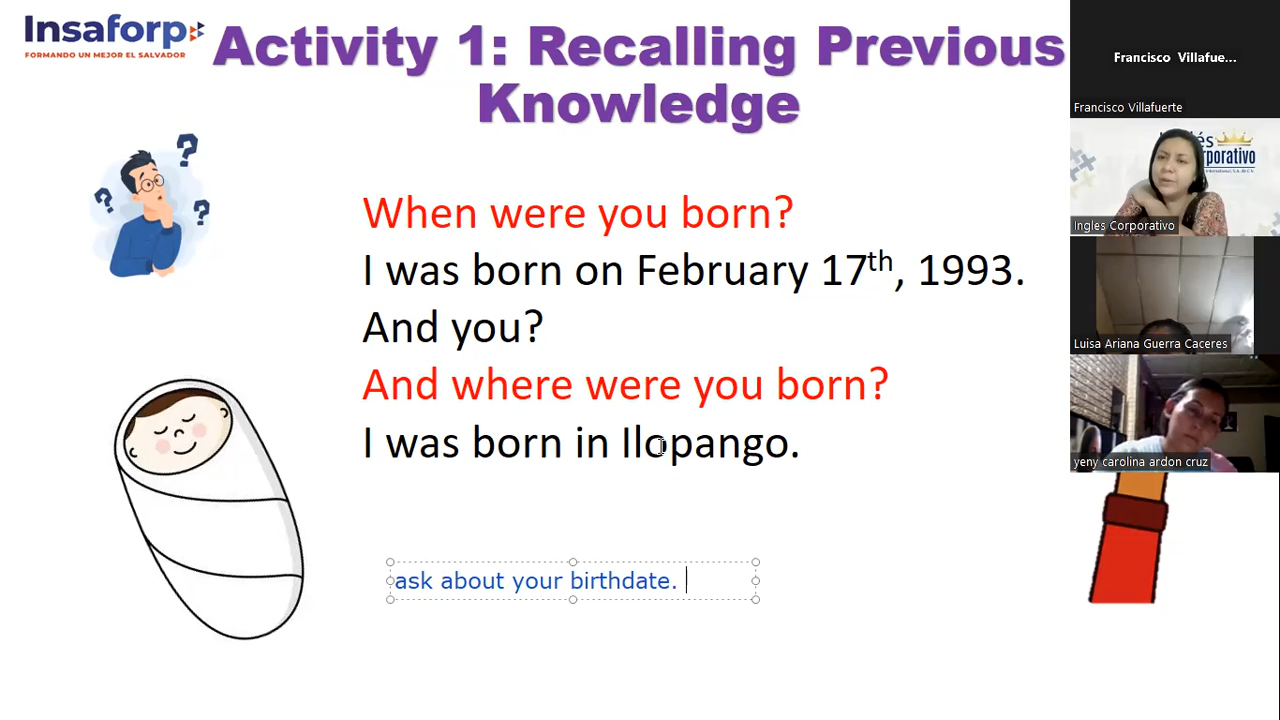 Insaforp
FORMANDO UN MEJOR EL SALVADOR
Activity 1: Recalling Previous
Knowledge
When were you born?
I was born on February 17th, 1993.
And you?
And where were you born?
I was born in Ilopango.
ask about your birthdate.
Francisco Villafue...
Francisco Villafuerte
Ingles Corporativo
Luisa Ariana Guerra Caceres
yeny carolina ardon cruz